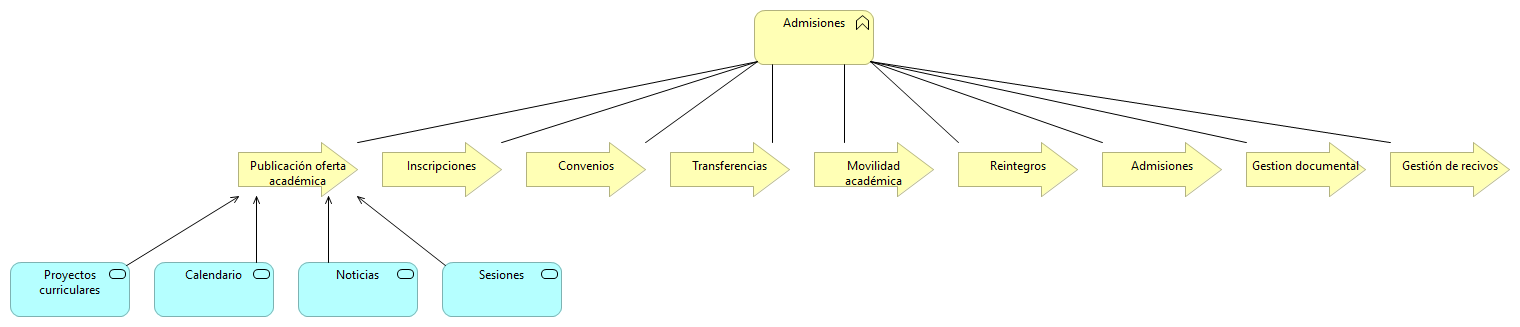 Admisiones
Publicación oferta
académica
Inscripciones
Convenios
Transferencias
Movilidad
académica
Reintegros
Admisiones
Gestion documental
Gestión de recivos
Proyectos
curriculares
Calendario
Noticias
Sesiones